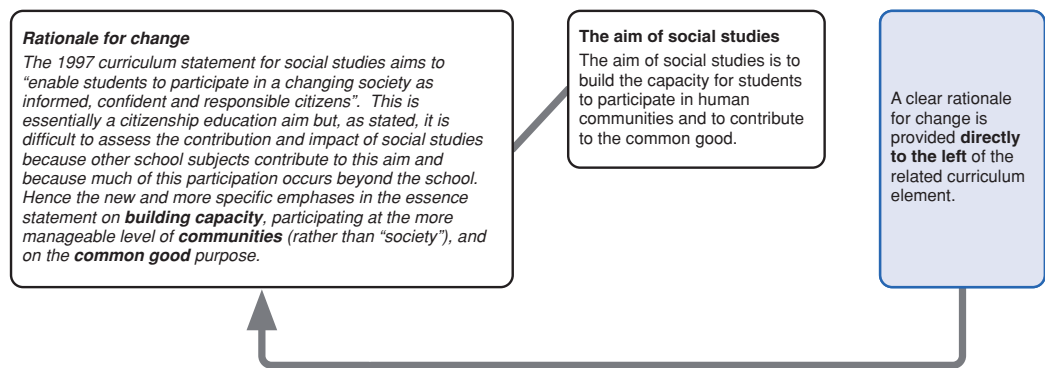 Rationale for change
The 1997 curriculum statement for social studies aims to
“enable students to participate in a changing society as
informed, confident and responsible citizens”.  This is
essentially a citizenship education aim but, as stated, it is
difficult to assess the contribution and impact of social studies
because other school subjects contribute to this aim and
because much of this participation occurs beyond the school.
Hence the new and more specific emphases in the essence
statement on building capacity, participating at the more
manageable level of communities (rather than “society”), and
on the common good purpose.
The aim of social studies
The aim of social studies is to
build the capacity for students
to participate in human
communities and to contribute
to the common good.
A clear rationale
for change is
provided directly
to the left of the
related curriculum
element.